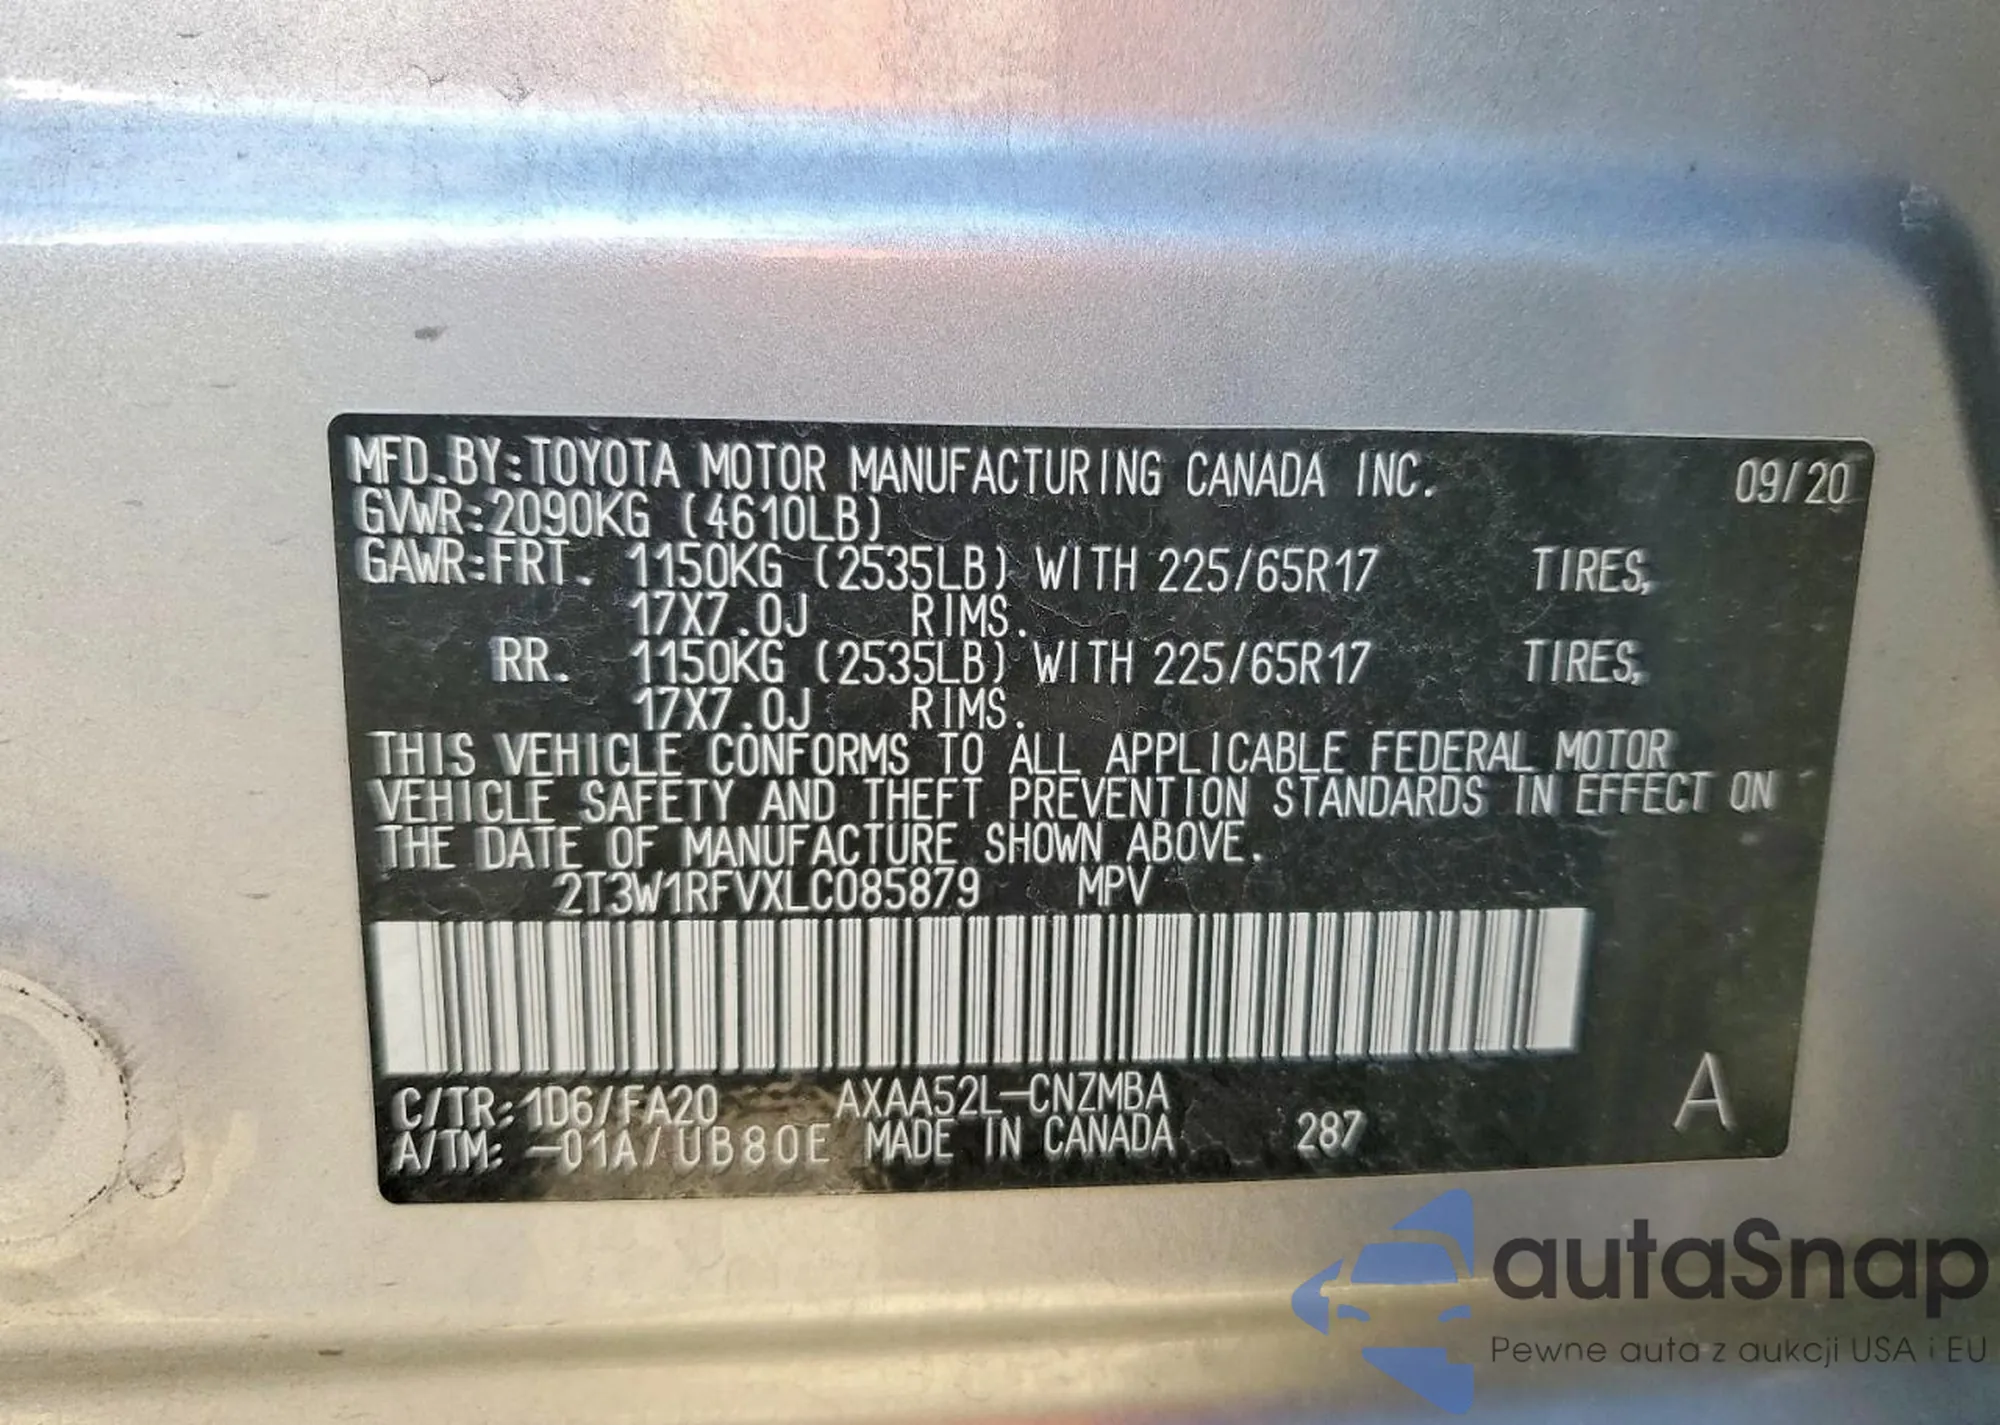 MFD.BY:TOYOTA MOTOR MANUFACTURING CANADA INC. 09/20
GVWR:2090KG (4610LB)
GAWR:FRT. 1150KG (2535LB) WITH 225/65R17 TIRES,
17X7.0J RIMS.
RR. 1150KG (2535LB) WITH 225/65R17 TIRES,
17X7.0J RIMS.
THIS VEHICLE CONFORMS TO ALL APPLICABLE FEDERAL MOTOR
VEHICLE SAFETY AND THEFT PREVENTION STANDARDS IN EFFECT ON
THE DATE OF MANUFACTURE SHOWN ABOVE.
2T3W1RFVXLC085879 MPV
C/TR:1D6/FA20 AXAA52L-CNZMBA
A/TM: -01A/UB80E MADE IN CANADA 287 A
autaSnap
Pewne auta z aukcji USA i EU